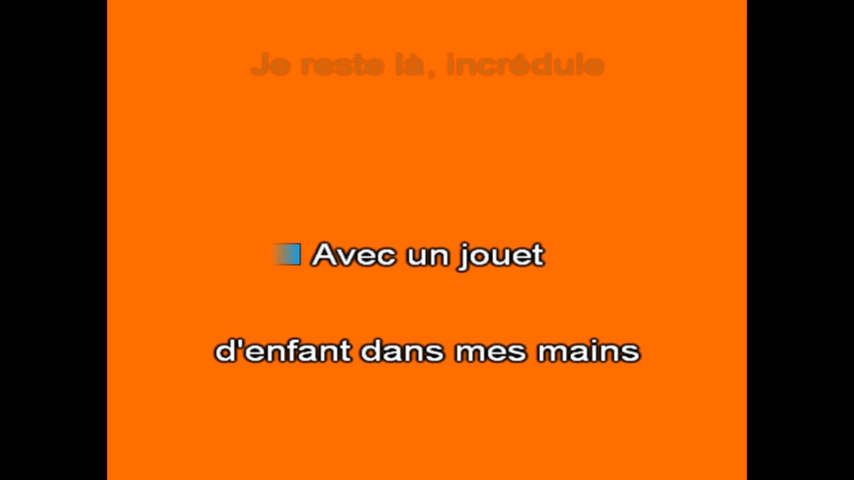 Je reste là, incrédule
Avec un jouet
d'enfant dans mes mains